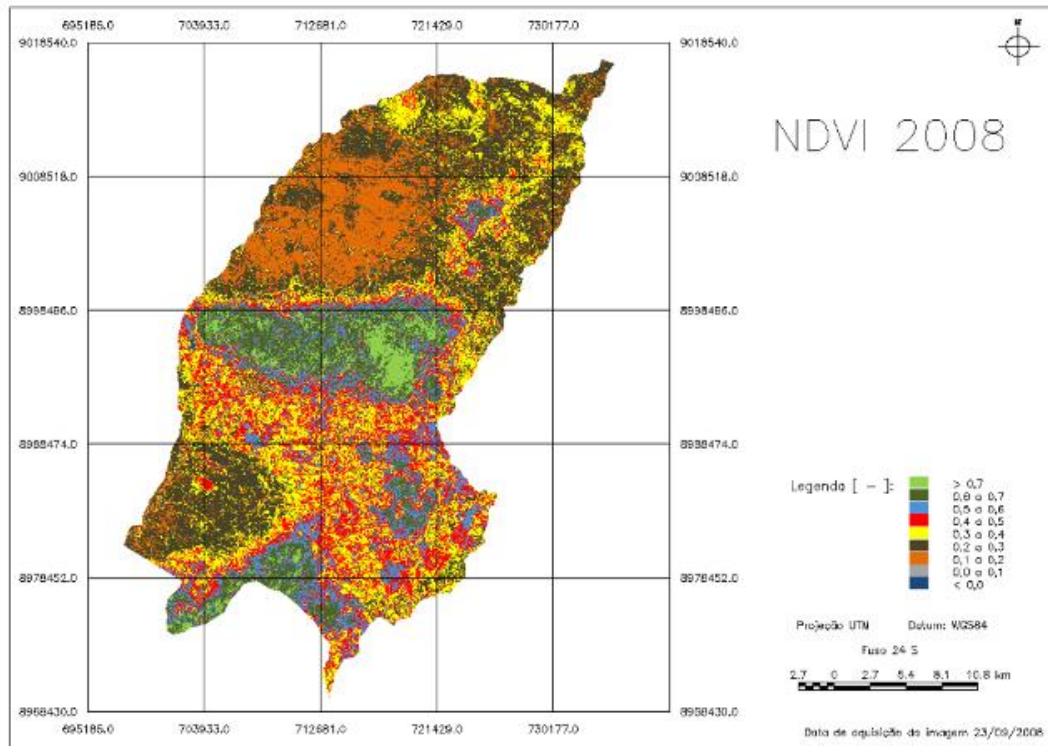 695185.0 703933.0 712681.0 721429.0 730177.0
9018540.0 9018540.0
N
NDVI 2008
9008518.0 9008518.0
8998496.0 8998496.0
8988474.0 8988474.0
Legenda [ - ]:
> 0,7
0,6 a 0,7
0,5 a 0,6
0,4 a 0,5
0,3 a 0,4
0,2 a 0,3
0,1 a 0,2
0,0 a 0,1
< 0,0
8978452.0 8978452.0
Projeção UTM Datum: WGS84
Fuso 24 S
2.7 0 2.7 5.4 8.1 10.8 km
8968430.0 8968430.0
695185.0 703933.0 712681.0 721429.0 730177.0
Data de aquisição da imagem 23/09/2008